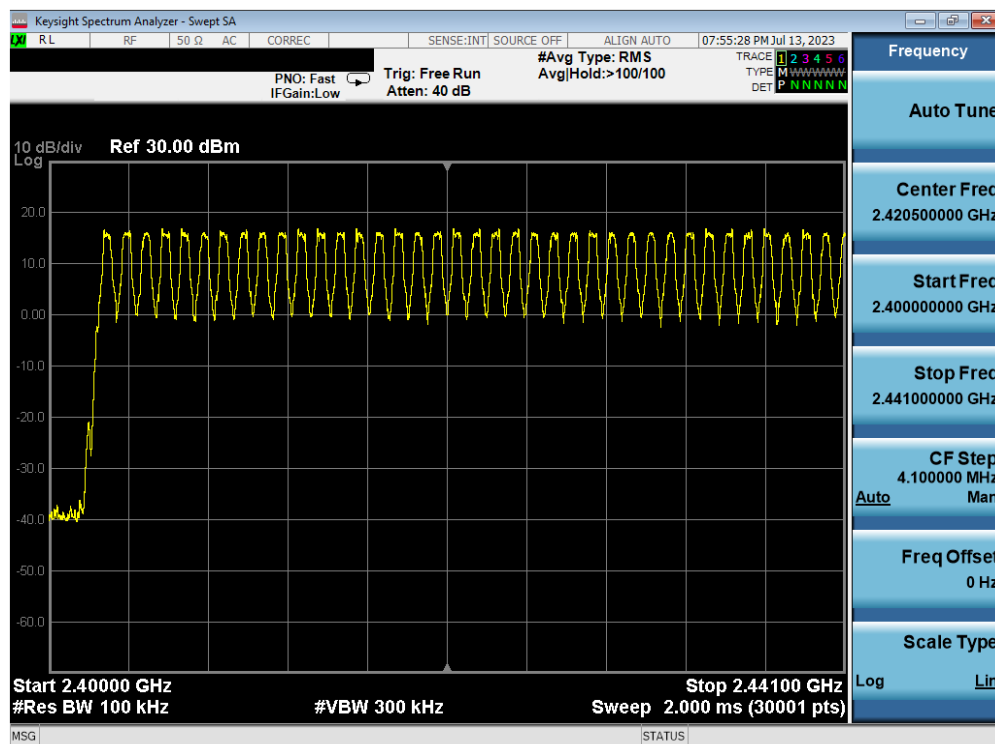 Keysight Spectrum Analyzer - Swept SA
LXI RL RF 50 Ω AC CORREC SENSE:INT SOURCE OFF ALIGN AUTO 07:55:28 PM Jul 13, 2023
#Avg Type: RMS
Avg|Hold:>100/100
PNO: Fast
IFGain:Low
Trig: Free Run
Atten: 40 dB
TRACE 1 2 3 4 5 6
TYPE M WWWWW
DET P N N N N N
10 dB/div
Log
Ref 30.00 dBm
20.0
10.0
0.00
-10.0
-20.0
-30.0
-40.0
-50.0
-60.0
Start 2.40000 GHz
Stop 2.44100 GHz
#Res BW 100 kHz
#VBW 300 kHz
Sweep 2.000 ms (30001 pts)
MSG
STATUS
Frequency
Auto Tune
Center Freq
2.420500000 GHz
Start Freq
2.400000000 GHz
Stop Freq
2.441000000 GHz
CF Step
4.100000 MHz
Auto Man
Freq Offset
0 Hz
Scale Type
Log Lin